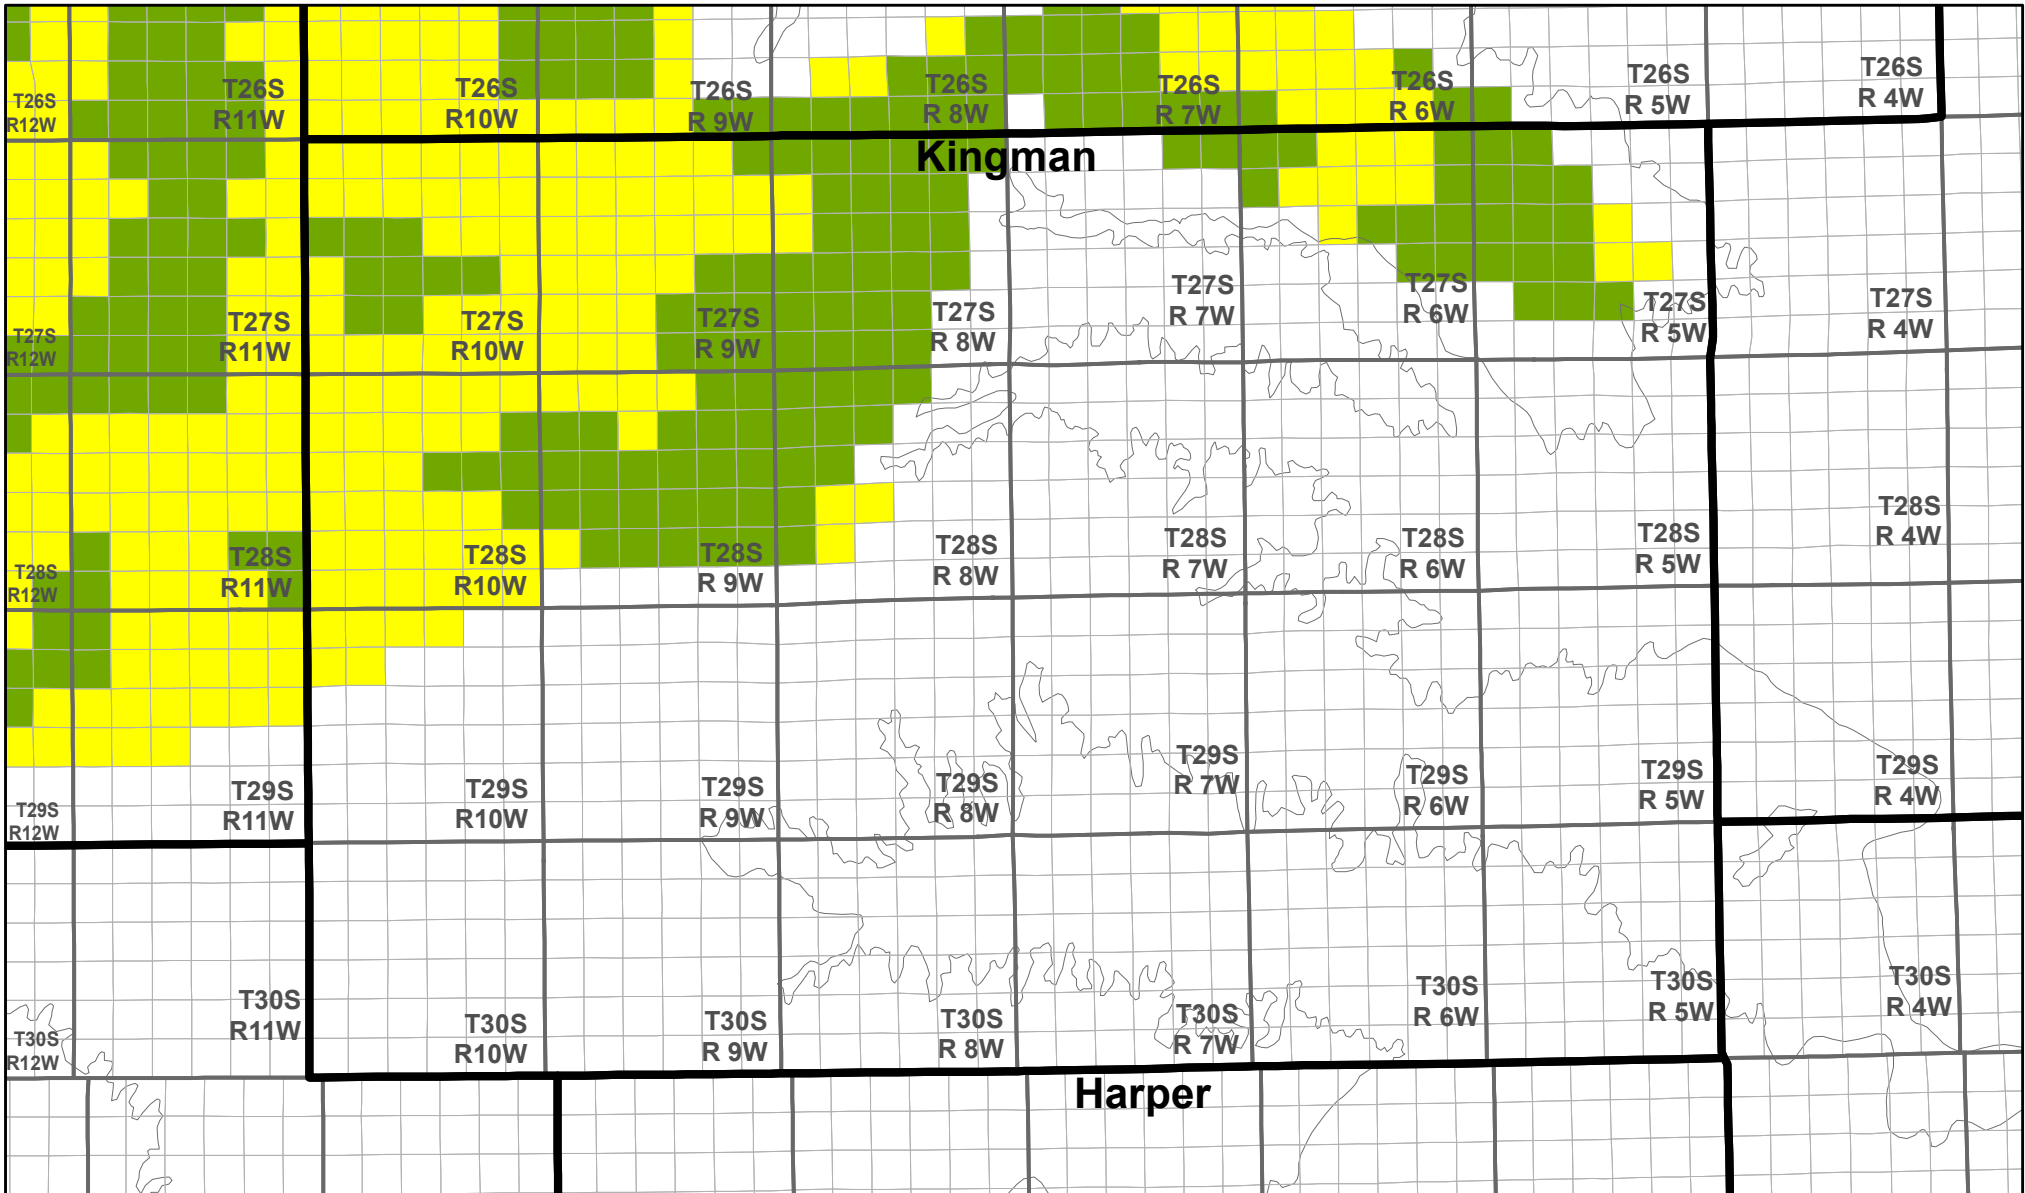 T26S
R12W
T26S
R11W
T26S
R10W
T26S
R 9W
T26S
R 8W
T26S
R 7W
T26S
R 6W
T26S
R 5W
T26S
R 4W
Kingman
T27S
R12W
T27S
R11W
T27S
R10W
T27S
R 9W
T27S
R 8W
T27S
R 7W
T27S
R 6W
T27S
R 5W
T27S
R 4W
T28S
R12W
T28S
R11W
T28S
R10W
T28S
R 9W
T28S
R 8W
T28S
R 7W
T28S
R 6W
T28S
R 5W
T28S
R 4W
T29S
R12W
T29S
R11W
T29S
R10W
T29S
R 9W
T29S
R 8W
T29S
R 7W
T29S
R 6W
T29S
R 5W
T29S
R 4W
T30S
R12W
T30S
R11W
T30S
R10W
T30S
R 9W
T30S
R 8W
T30S
R 7W
T30S
R 6W
T30S
R 5W
T30S
R 4W
Harper